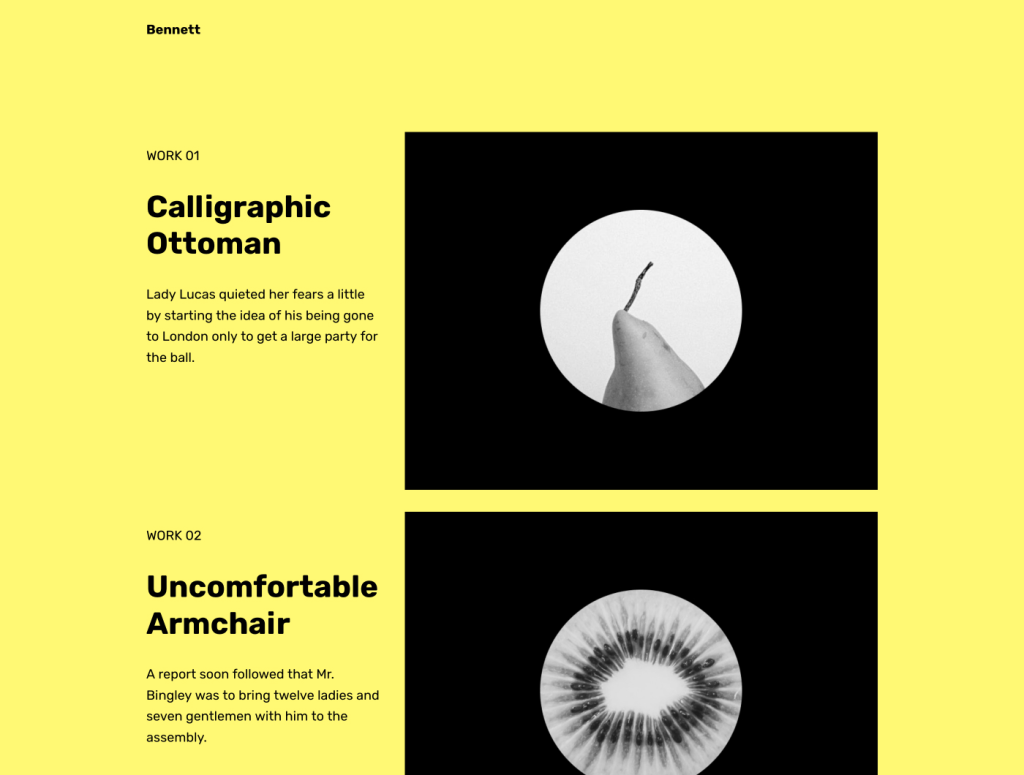 Bennett
WORK 01
Calligraphic
Ottoman
Lady Lucas quieted her fears a little
by starting the idea of his being gone
to London only to get a large party for
the ball.
WORK 02
Uncomfortable
Armchair
A report soon followed that Mr.
Bingley was to bring twelve ladies and
seven gentlemen with him to the
assembly.